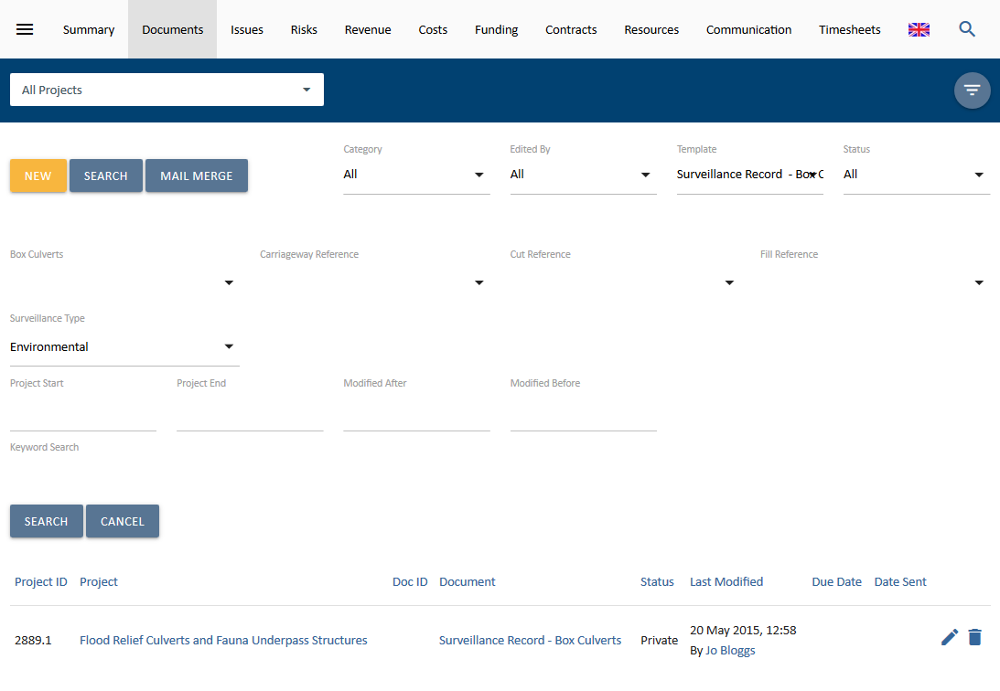 Summary Documents Issues Risks Revenue Costs Funding Contracts Resources Communication Timesheets
All Projects
Category Edited By Template Status
NEW SEARCH MAIL MERGE All All Surveillance Record - Box C All
Box Culverts Carriageway Reference Cut Reference Fill Reference
Surveillance Type
Environmental
Project Start Project End Modified After Modified Before
Keyword Search
SEARCH CANCEL
Project ID Project Doc ID Document Status Last Modified Due Date Date Sent
2889.1 Flood Relief Culverts and Fauna Underpass Structures Surveillance Record - Box Culverts Private 20 May 2015, 12:58
By Jo Bloggs